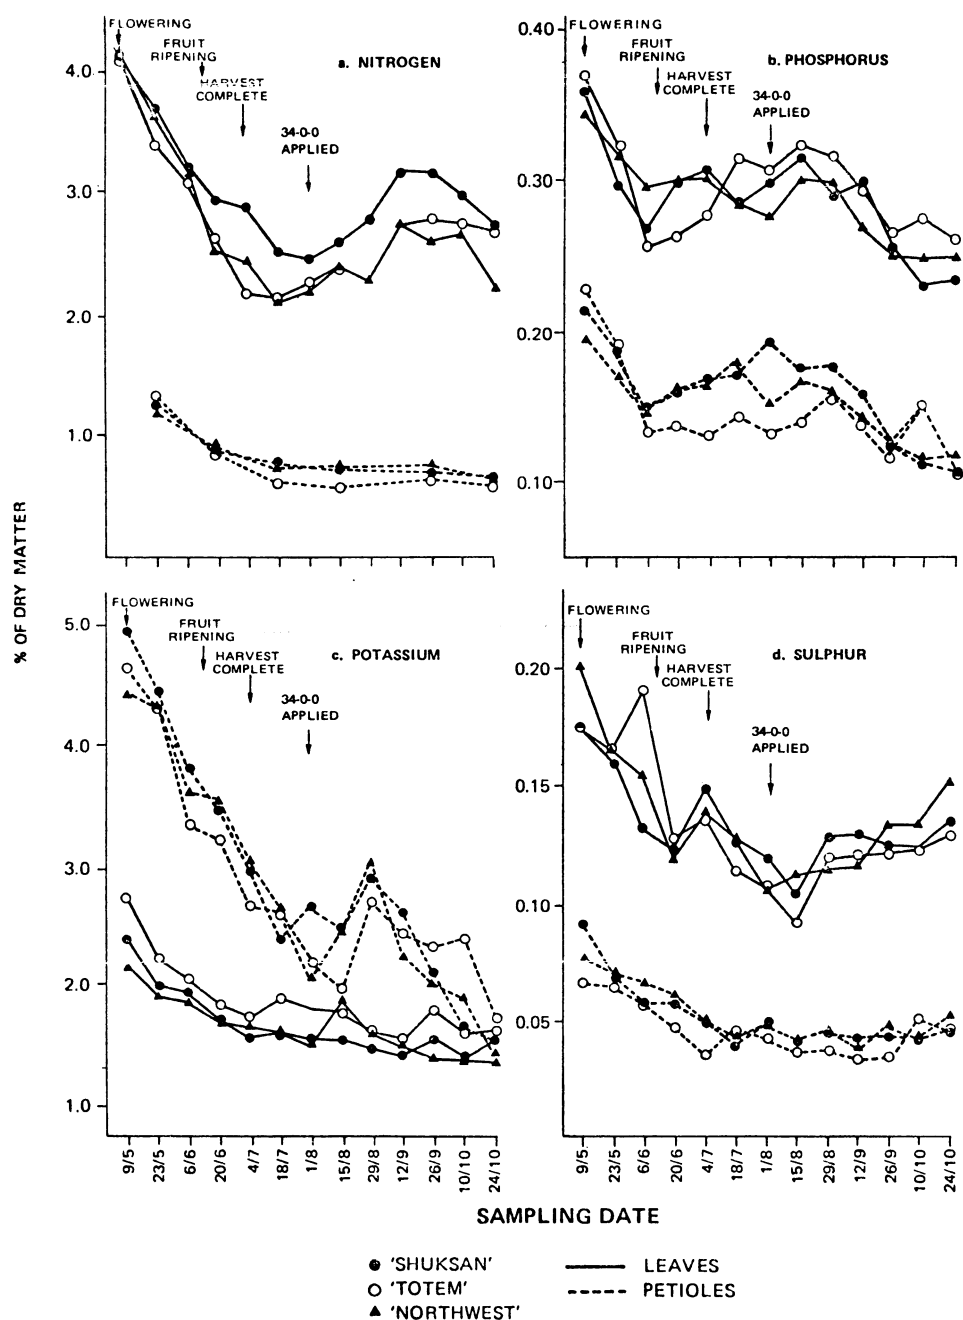 FLOWERING
FRUIT
RIPENING
HARVEST
COMPLETE
34-0-0
APPLIED
a. NITROGEN
4.0
3.0
2.0
1.0
FLOWERING
FRUIT
RIPENING
HARVEST
COMPLETE
34-0-0
APPLIED
b. PHOSPHORUS
0.40
0.30
0.20
0.10
% OF DRY MATTER
FLOWERING
FRUIT
RIPENING
HARVEST
COMPLETE
34-0-0
APPLIED
c. POTASSIUM
5.0
4.0
3.0
2.0
1.0
9/5 23/5 6/6 20/6 4/7 18/7 1/8 15/8 29/8 12/9 26/9 10/10 24/10
FLOWERING
FRUIT
RIPENING
HARVEST
COMPLETE
34-0-0
APPLIED
d. SULPHUR
0.20
0.15
0.10
0.05
9/5 23/5 6/6 20/6 4/7 18/7 1/8 15/8 29/8 12/9 26/9 10/10 24/10
SAMPLING DATE
'SHUKSAN'
'TOTEM'
'NORTHWEST'
LEAVES
PETIOLES